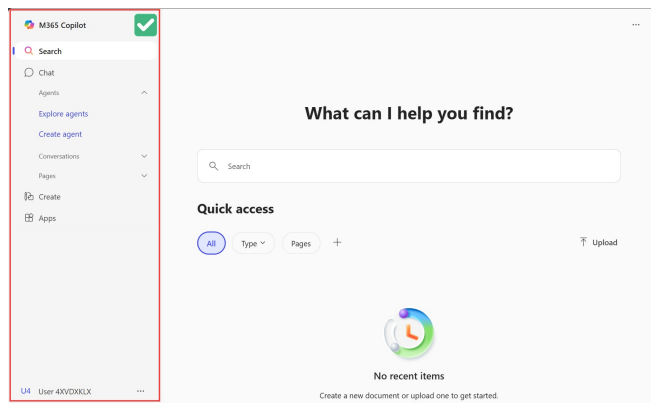 M365 Copilot
Search
Chat
Agents
Explore agents
Create agent
Conversations
Pages
Create
Apps
U4 User 4XVDXKLX ...
...
What can I help you find?
Search
Quick access
All Type Pages + Upload
No recent items
Create a new document or upload one to get started.